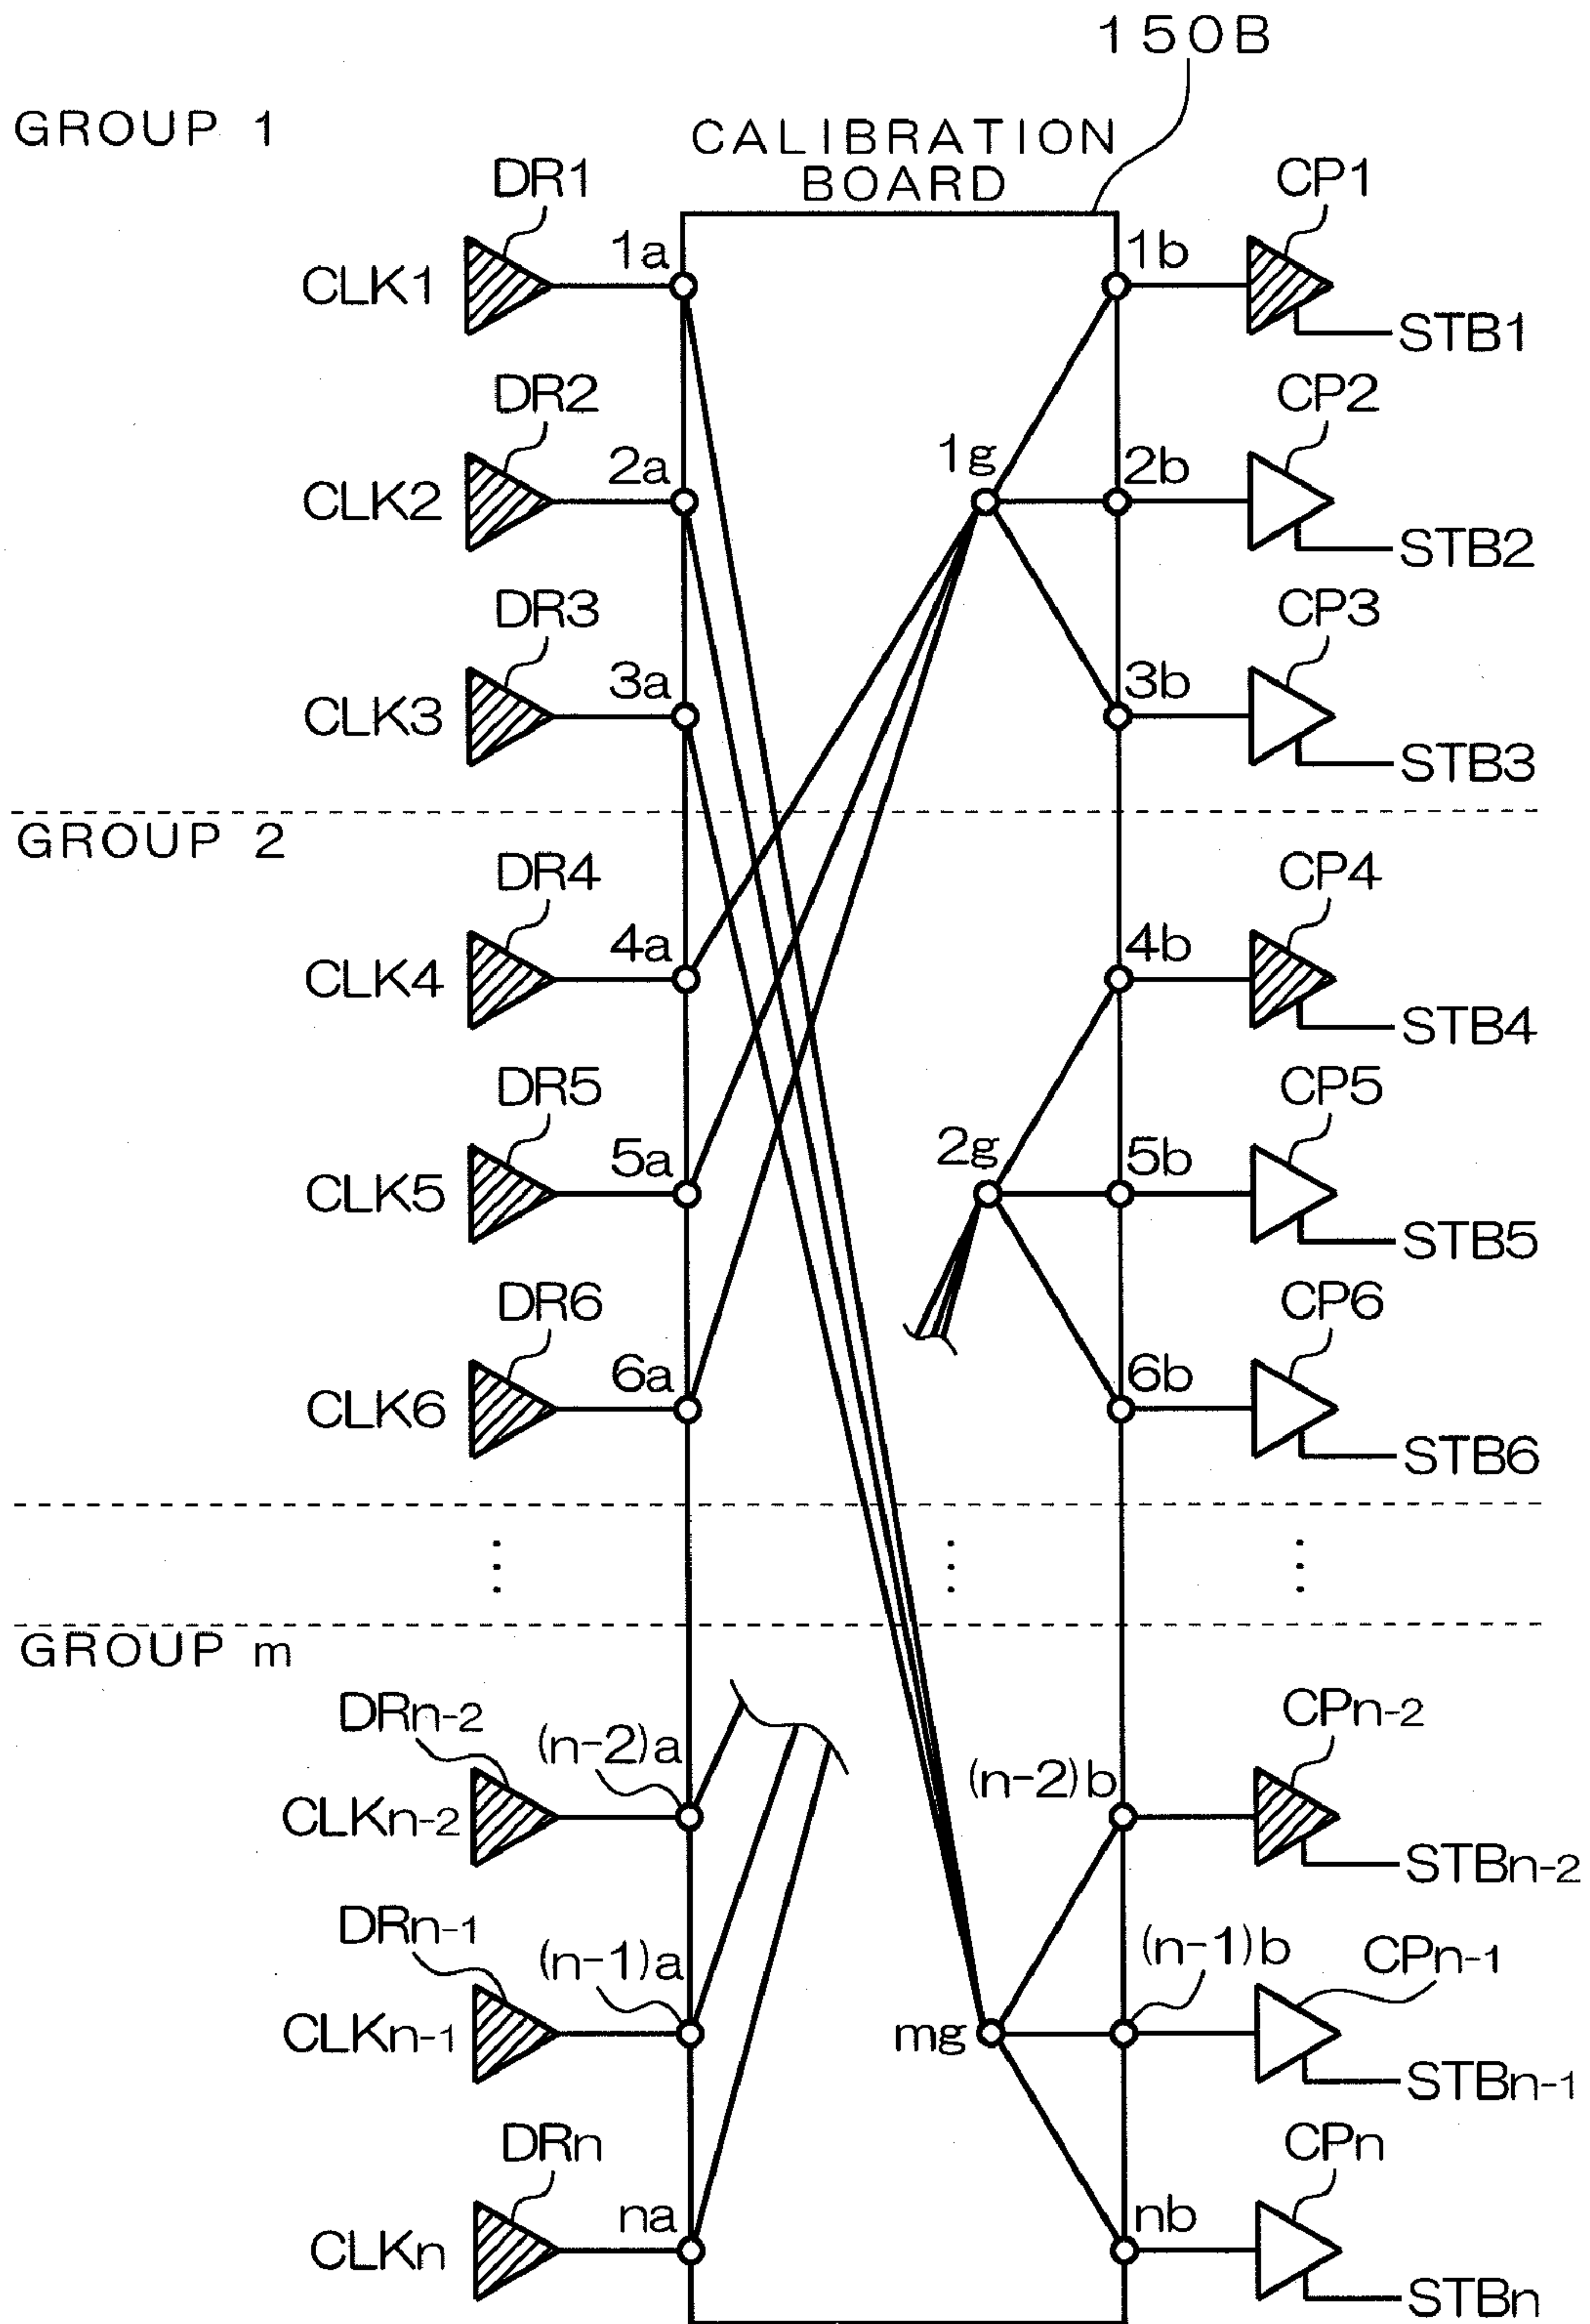 150B
GROUP 1
CALIBRATION
BOARD
DR1
CP1
1a
1b
CLK1
STB1
DR2
CP2
1g
2a
2b
CLK2
STB2
DR3
CP3
3a
3b
CLK3
STB3
GROUP 2
DR4
CP4
4a
4b
CLK4
STB4
DR5
CP5
2g
5a
5b
CLK5
STB5
DR6
CP6
6a
6b
CLK6
STB6
GROUP m
DRn-2
CPn-2
(n-2)a
(n-2)b
CLKn-2
STBn-2
DRn-1
CPn-1
(n-1)a
(n-1)b
CLKn-1
mg
STBn-1
DRn
CPn
na
nb
CLKn
STBn